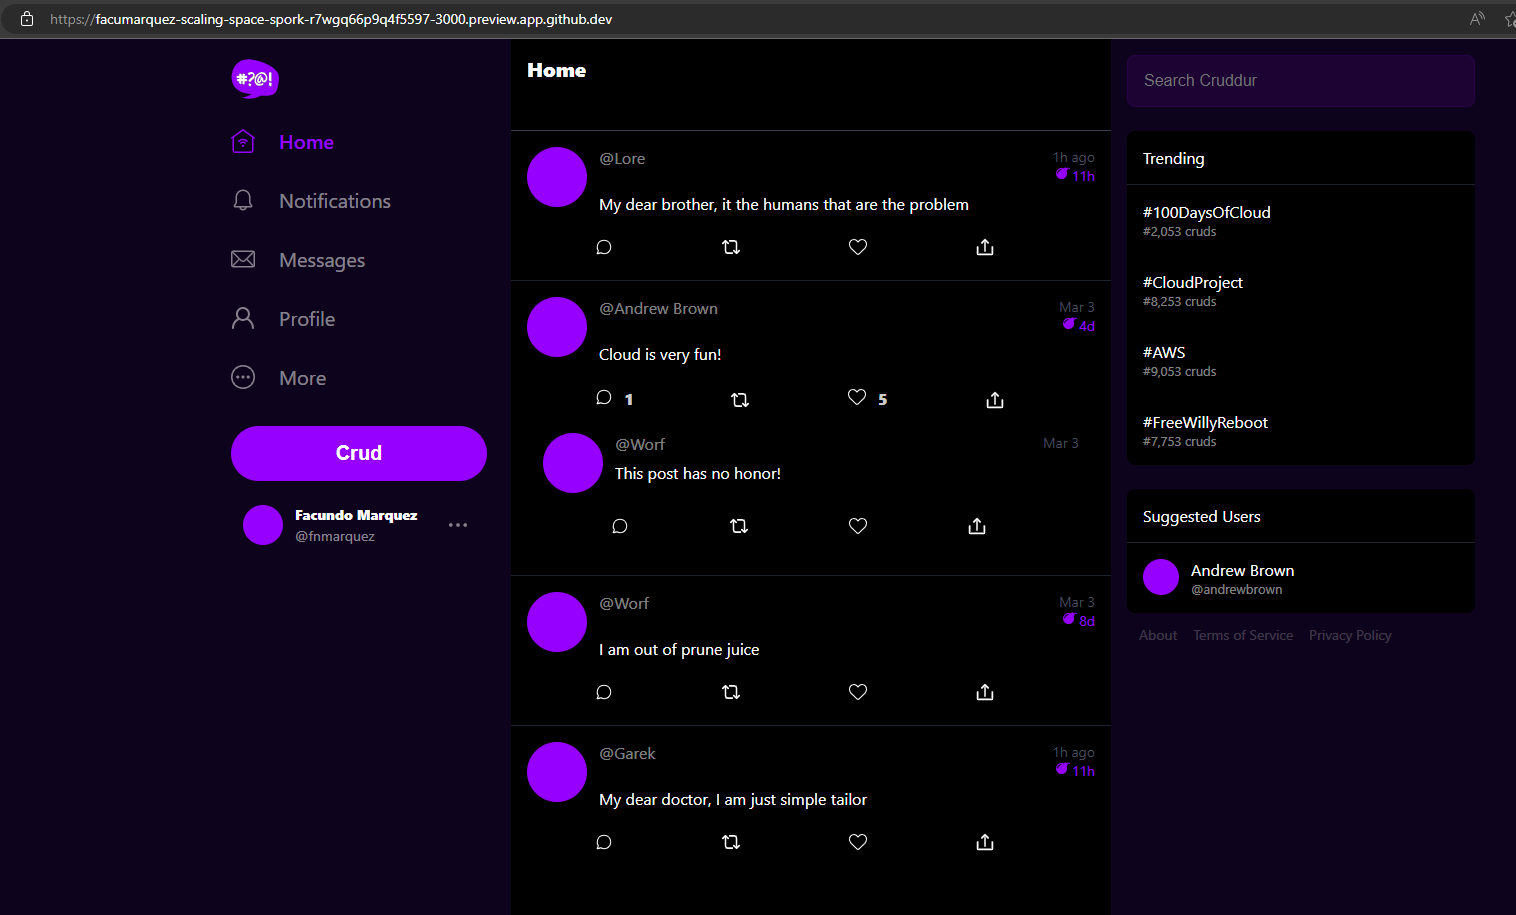 https://facumarquez-scaling-space-spork-r7wgq66p9q4f5597-3000.preview.app.github.dev
#?@!
Home
Notifications
Messages
Profile
More
Crud
Facundo Marquez
@fnmarquez
Home
@Lore
1h ago
11h
My dear brother, it the humans that are the problem
@Andrew Brown
Mar 3
4d
Cloud is very fun!
1 5
@Worf
Mar 3
This post has no honor!
@Worf
Mar 3
8d
I am out of prune juice
@Garek
1h ago
11h
My dear doctor, I am just simple tailor
Search Cruddur
Trending
#100DaysOfCloud
#2,053 cruds
#CloudProject
#8,253 cruds
#AWS
#9,053 cruds
#FreeWillyReboot
#7,753 cruds
Suggested Users
Andrew Brown
@andrewbrown
About Terms of Service Privacy Policy